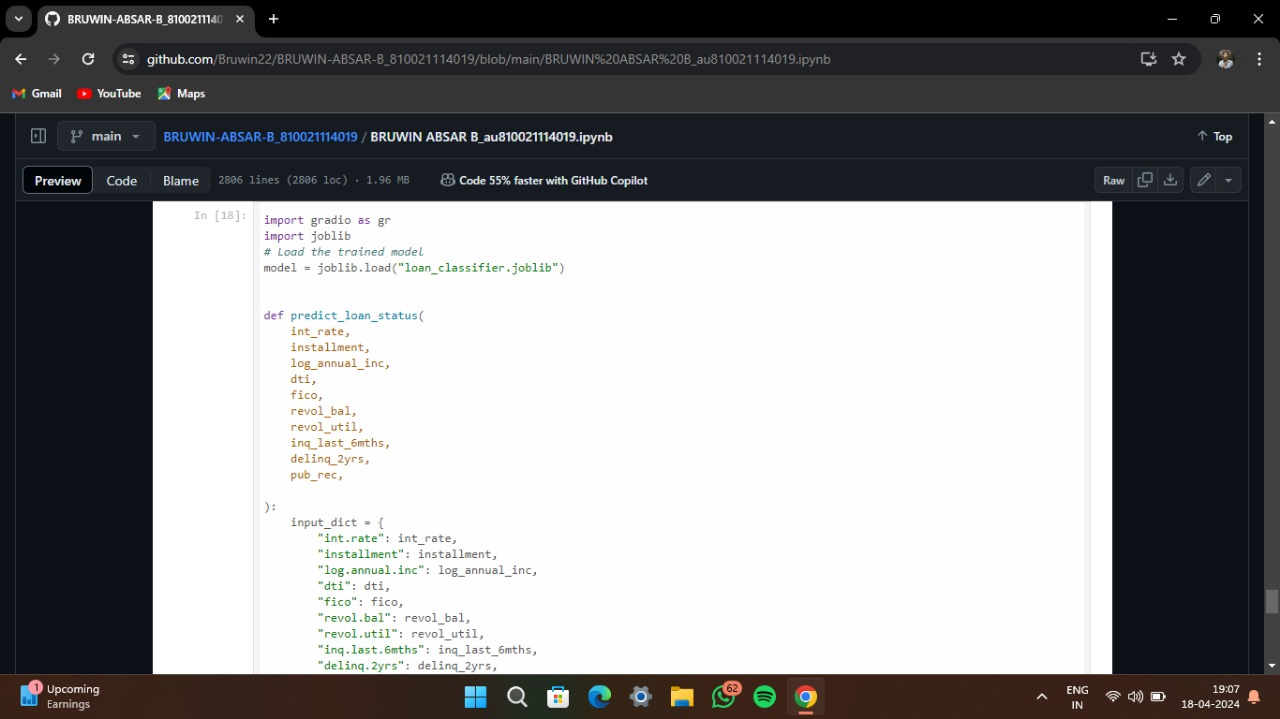 BRUWIN-ABSAR-B_8100211140
github.com/Bruwin22/BRUWIN-ABSAR-B_810021114019/blob/main/BRUWIN%20ABSAR%20B_au810021114019.ipynb
Gmail YouTube Maps
main BRUWIN-ABSAR-B_810021114019 / BRUWIN ABSAR B_au810021114019.ipynb Top
Preview Code Blame 2806 lines (2806 loc) · 1.96 MB Code 55% faster with GitHub Copilot Raw
In [18]:
import gradio as gr
import joblib
# Load the trained model
model = joblib.load("loan_classifier.joblib")
def predict_loan_status(
int_rate,
installment,
log_annual_inc,
dti,
fico,
revol_bal,
revol_util,
inq_last_6mths,
delinq_2yrs,
pub_rec,
):
input_dict = {
"int.rate": int_rate,
"installment": installment,
"log.annual.inc": log_annual_inc,
"dti": dti,
"fico": fico,
"revol.bal": revol_bal,
"revol.util": revol_util,
"inq.last.6mths": inq_last_6mths,
"delinq.2yrs": delinq_2yrs,
1 Upcoming
Earnings
62
ENG
IN
19:07
18-04-2024